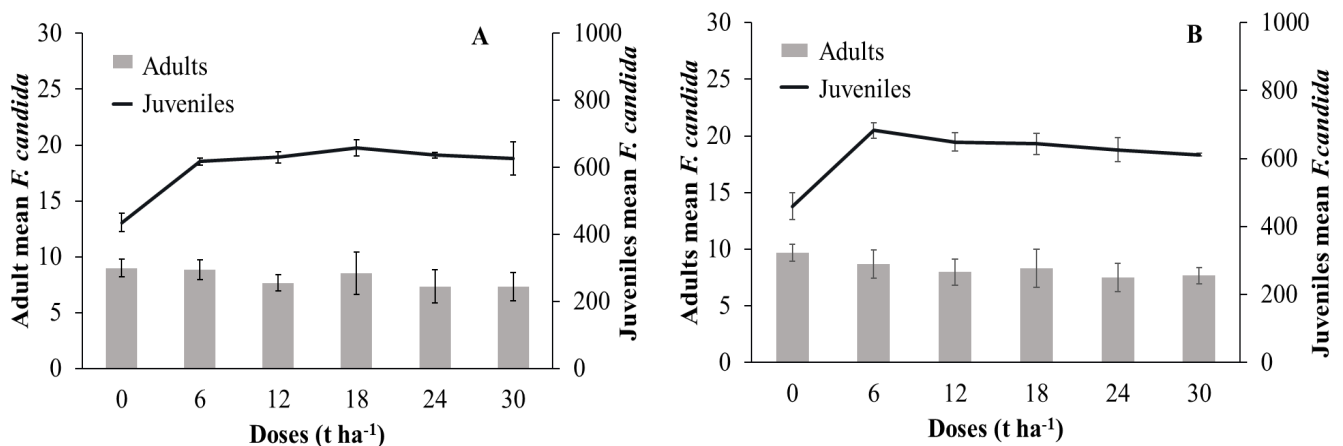 A
Adults
Juveniles
Adult mean F. candida
30
25
20
15
10
5
0
1000
800
600
400
200
0
Juveniles mean F. candida
0 6 12 18 24 30
Doses (t ha⁻¹)
B
Adults
Juveniles
Adults mean F. candida
30
25
20
15
10
5
0
1000
800
600
400
200
0
Juveniles mean F.candida
0 6 12 18 24 30
Doses (t ha⁻¹)